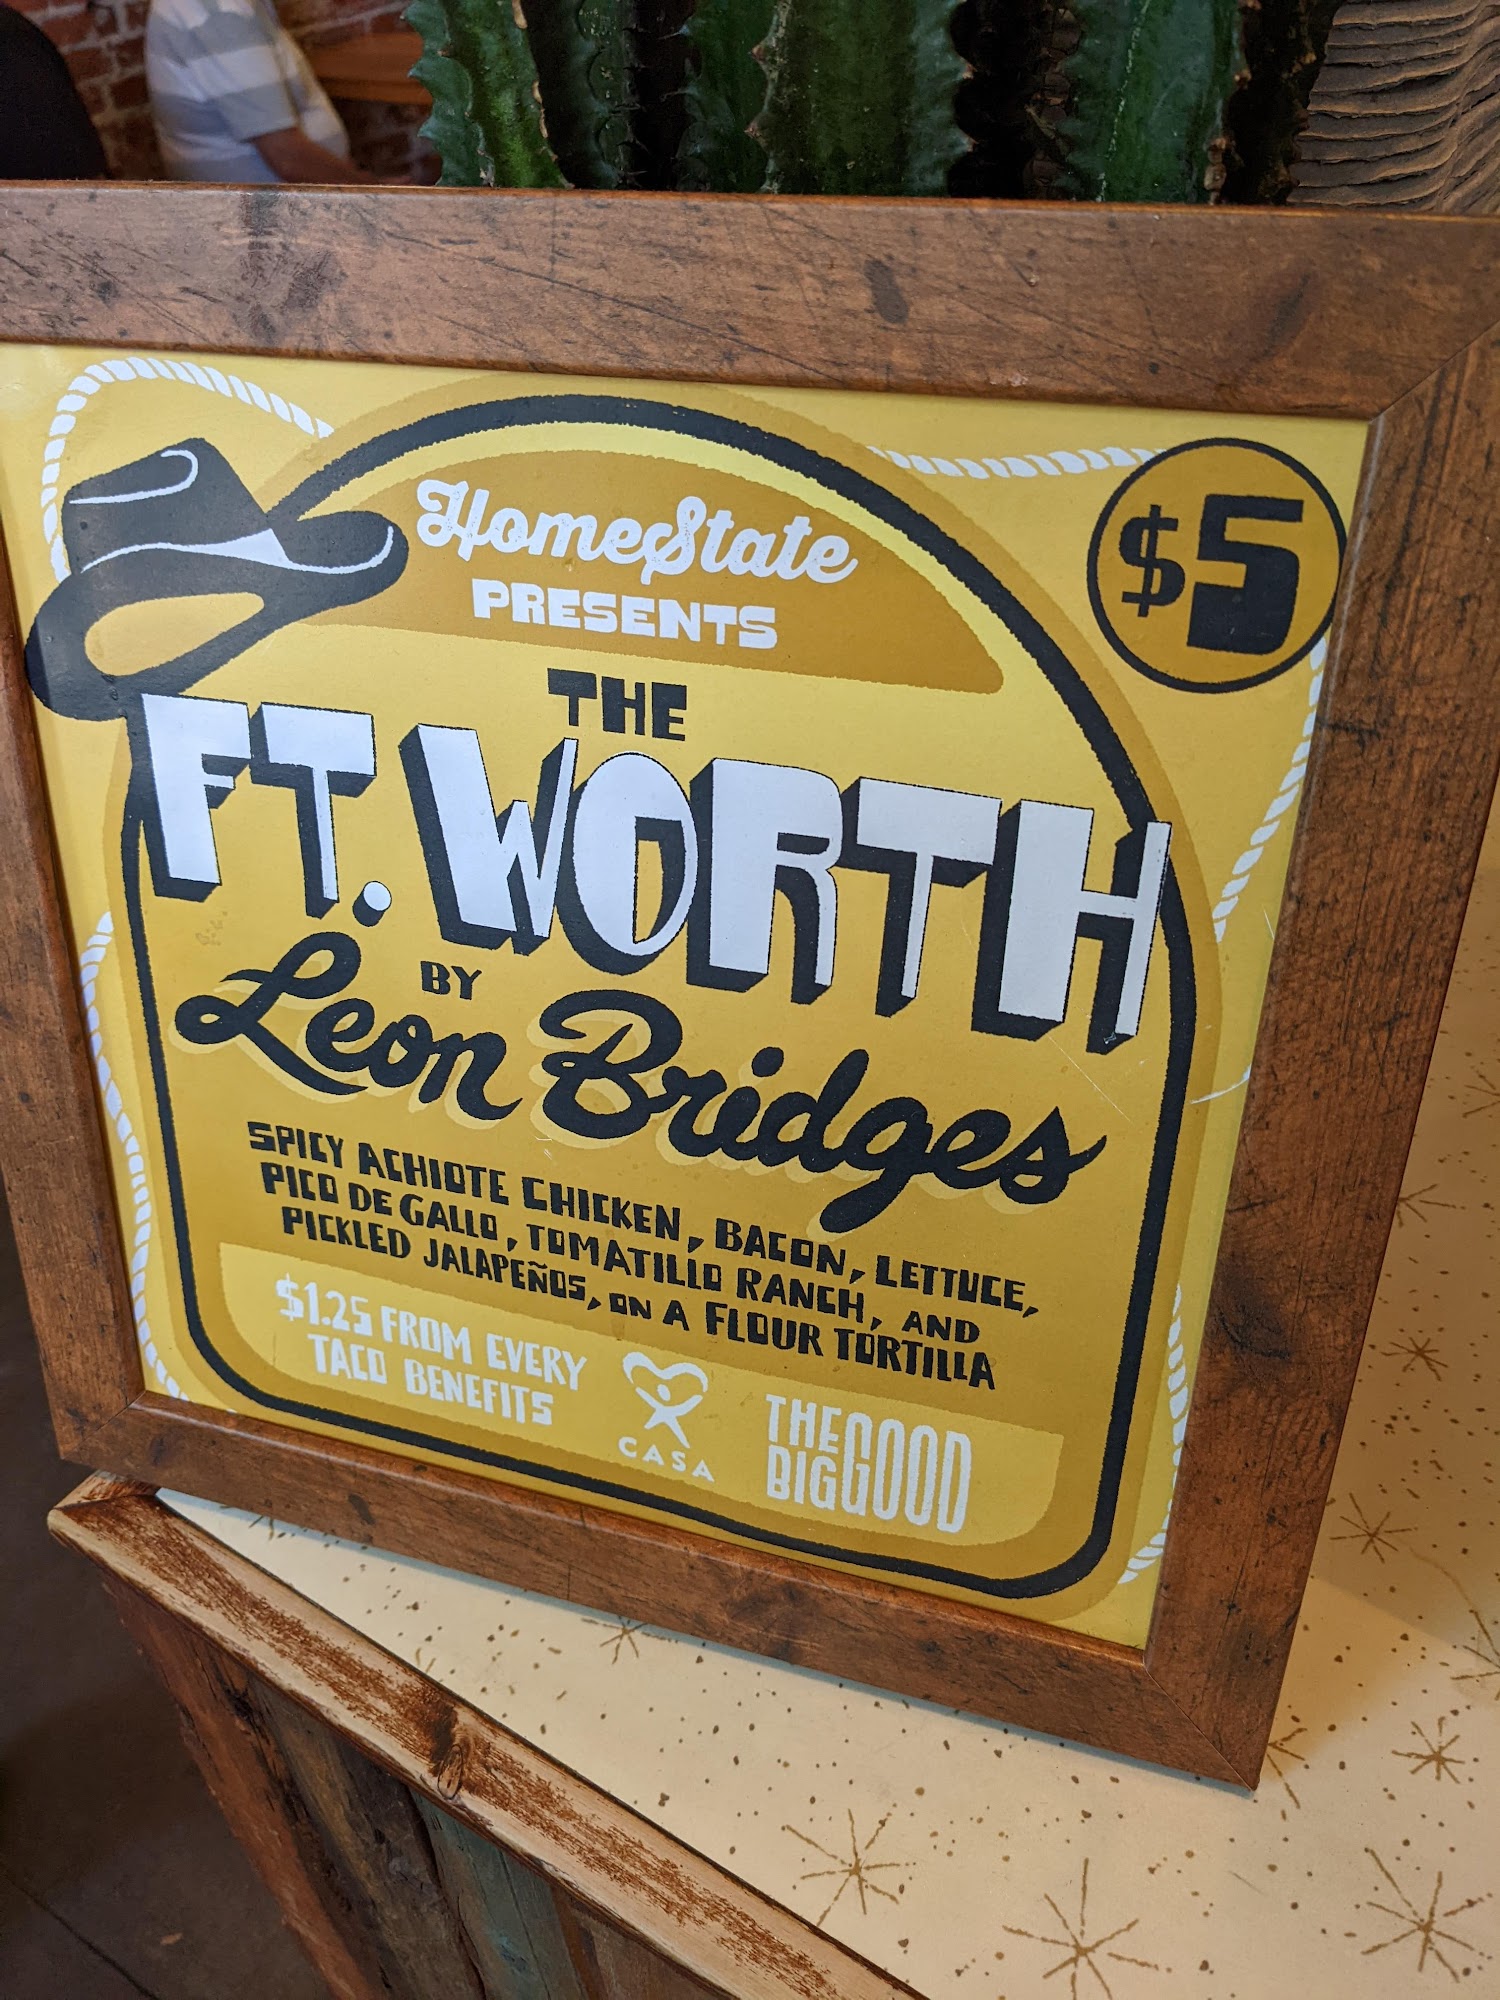 HomeState
PRESENTS
$5
THE
FT. WORTH
BY
Leon Bridges
SPICY ACHIOTE CHICKEN, BACON, LETTUCE,
PICO DE GALLO, TOMATILLO RANCH, AND
PICKLED JALAPEÑOS, ON A FLOUR TORTILLA
$1.25 FROM EVERY
TACO BENEFITS
CASA
THE GOOD
BIG